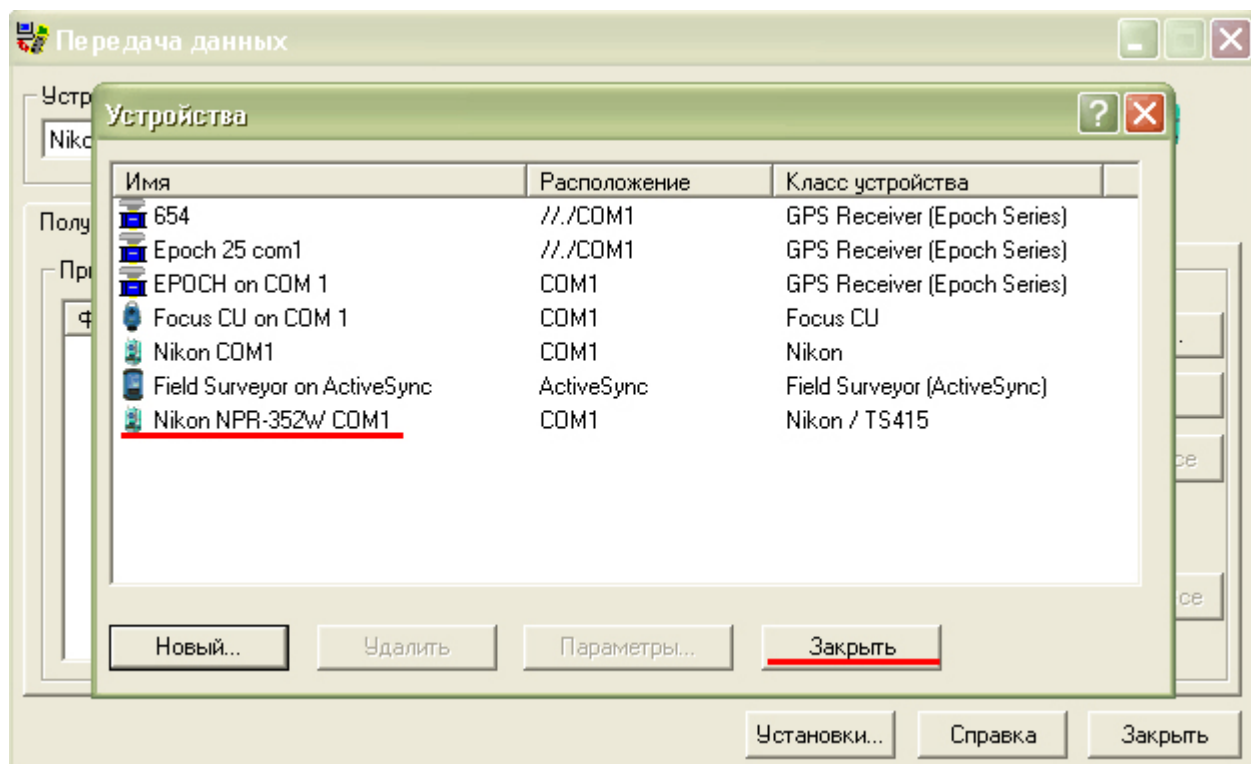 Передача данных
Устр
Устройства
Nikc
Имя Расположение Класс устройства
654 //./COM1 GPS Receiver (Epoch Series)
Полу
Epoch 25 com1 //./COM1 GPS Receiver (Epoch Series)
При
EPOCH on COM 1 COM1 GPS Receiver (Epoch Series)
Focus CU on COM 1 COM1 Focus CU
Nikon COM1 COM1 Nikon
Field Surveyor on ActiveSync ActiveSync Field Surveyor (ActiveSync)
Nikon NPR-352W COM1 COM1 Nikon / TS415
се
се
Новый... Удалить Параметры... Закрыть
Установки... Справка Закрыть